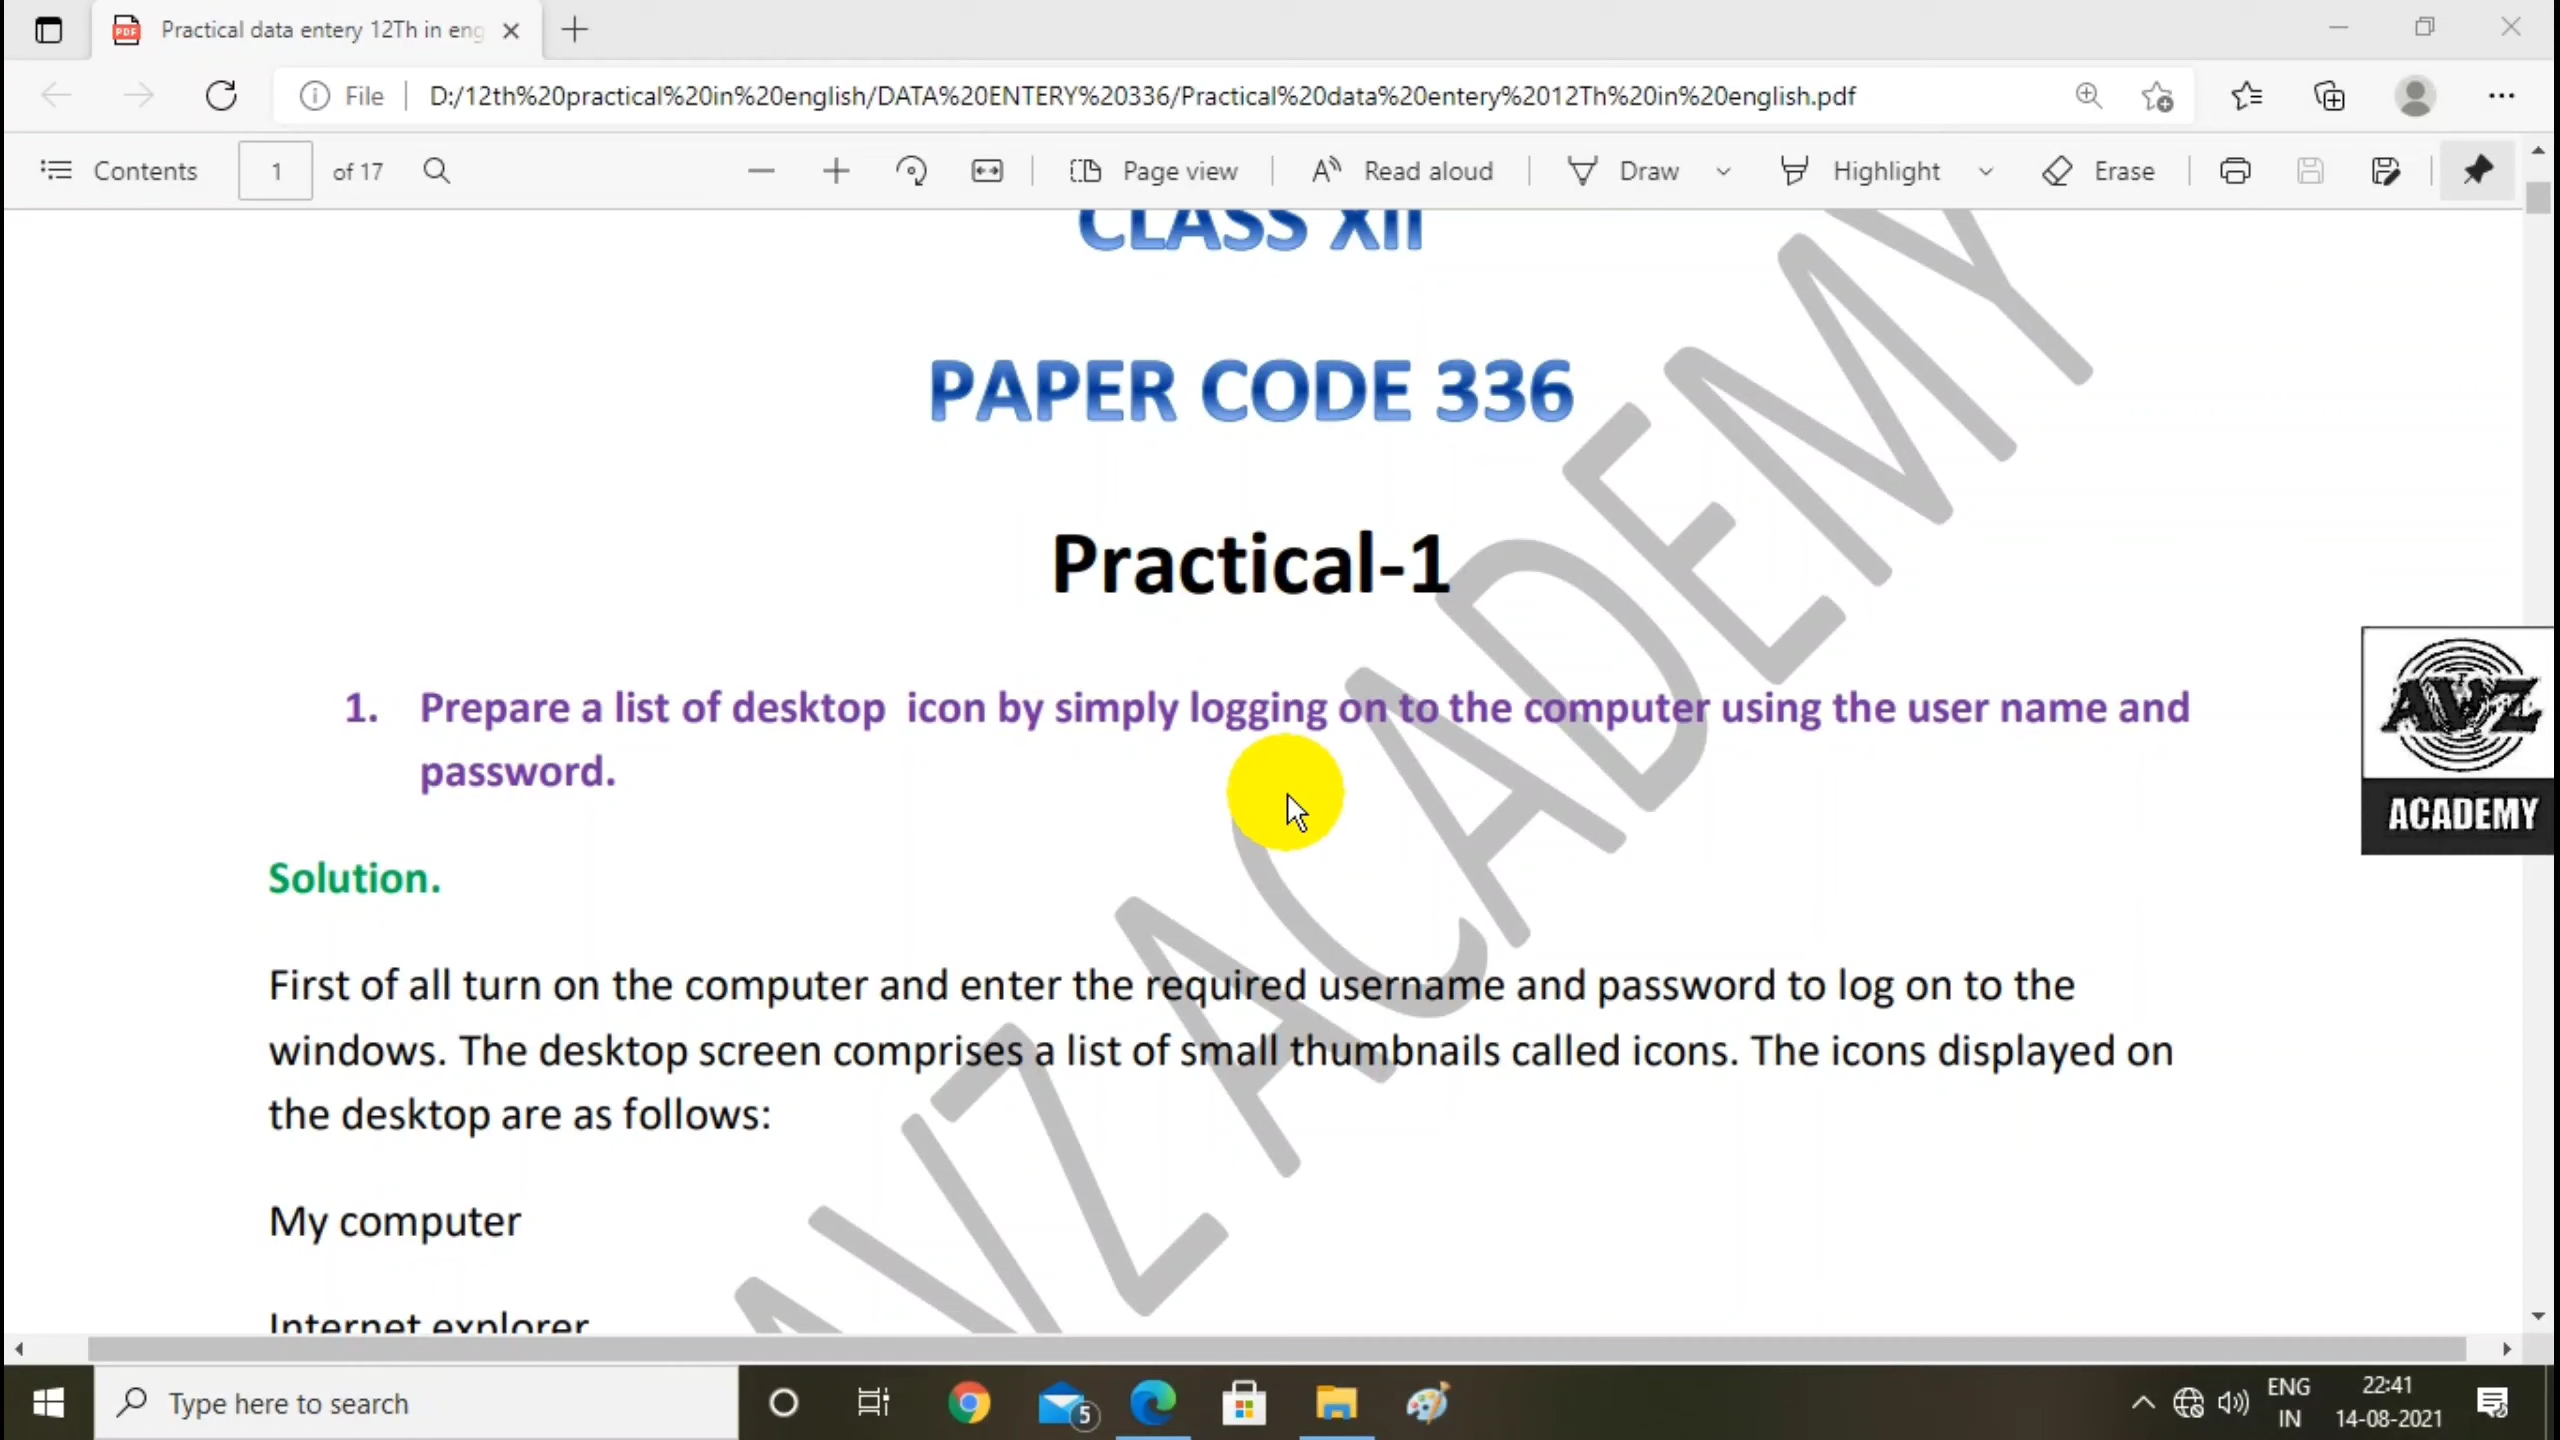 Practical data entery 12Th in eng
File
D:/12th%20practical%20in%20english/DATA%20ENTERY%20336/Practical%20data%20entery%2012Th%20in%20english.pdf
Contents 1 of 17 Page view Read aloud Draw Highlight Erase
CLASS XII
PAPER CODE 336
Practical-1
1. Prepare a list of desktop icon by simply logging on to the computer using the user name and
password.
Solution.
First of all turn on the computer and enter the required username and password to log on to the
windows. The desktop screen comprises a list of small thumbnails called icons. The icons displayed on
the desktop are as follows:
My computer
Internet explorer
AVZ ACADEMY
AVZ
ACADEMY
Type here to search
5
ENG
IN
22:41
14-08-2021